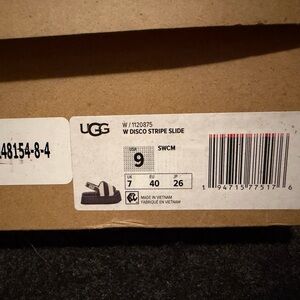 UGG
W / 1120875
W DISCO STRIPE SLIDE
USA
9
SWCM
UK EU JP
7 40 26
MADE IN VIETNAM
FABRIQUÉ EN VIETNAM
1 94715 77517 6
48154-8-4